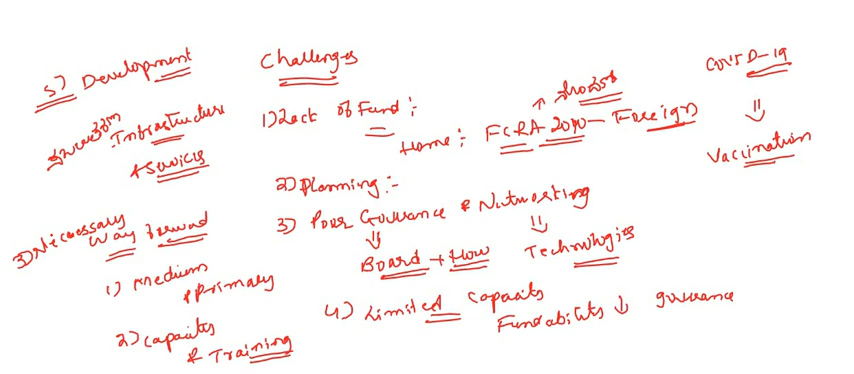 5) Development
Infrastructure
& Services
3) Necessary
way forward
1) Medium
& Primary
2) Capacity
& Training
Challenges
1) Lack of Fund :-
Home :- FCRA 2010 - Foreign
2) Planning :-
3) Poor Governance & Networking
⇓ ⇓
Board + How Technologies
4) Limited Capacity
Fundability ↓ governance
COVID-19
⇓
Vaccination